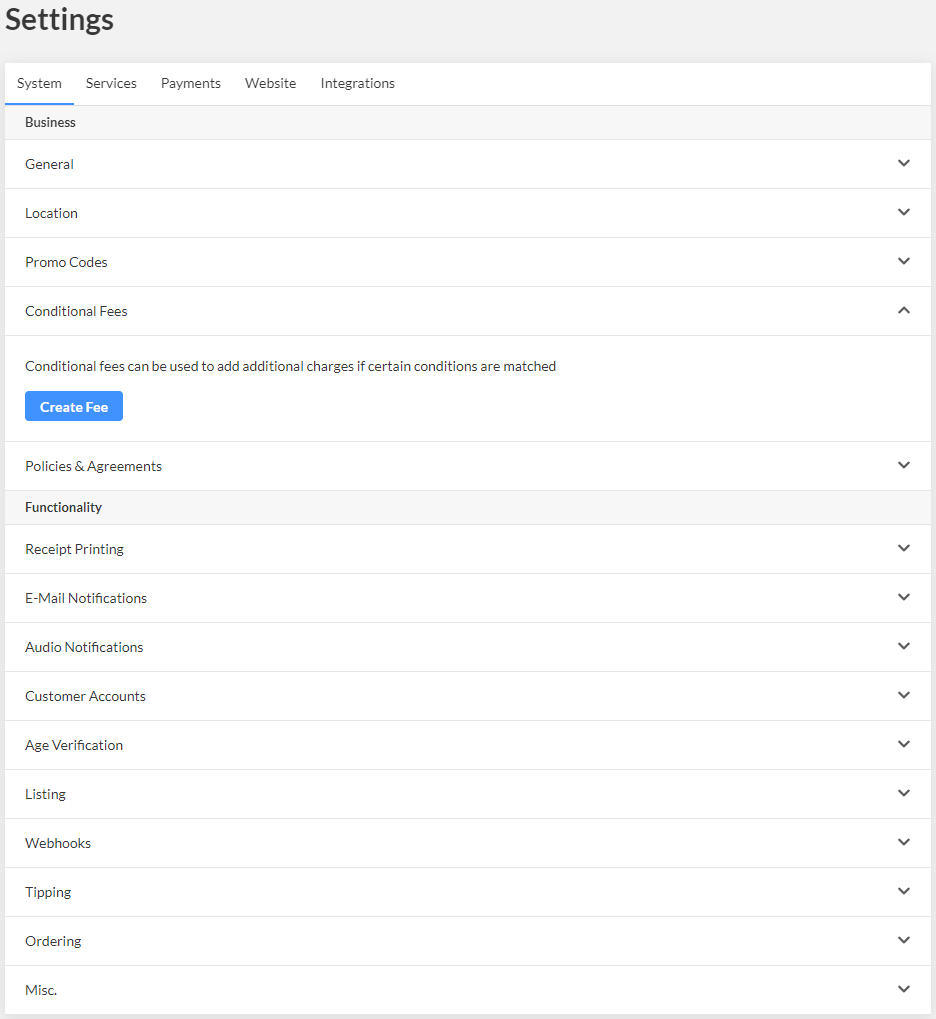 Settings
System Services Payments Website Integrations
Business
General
Location
Promo Codes
Conditional Fees
Conditional fees can be used to add additional charges if certain conditions are matched
Create Fee
Policies & Agreements
Functionality
Receipt Printing
E-Mail Notifications
Audio Notifications
Customer Accounts
Age Verification
Listing
Webhooks
Tipping
Ordering
Misc.